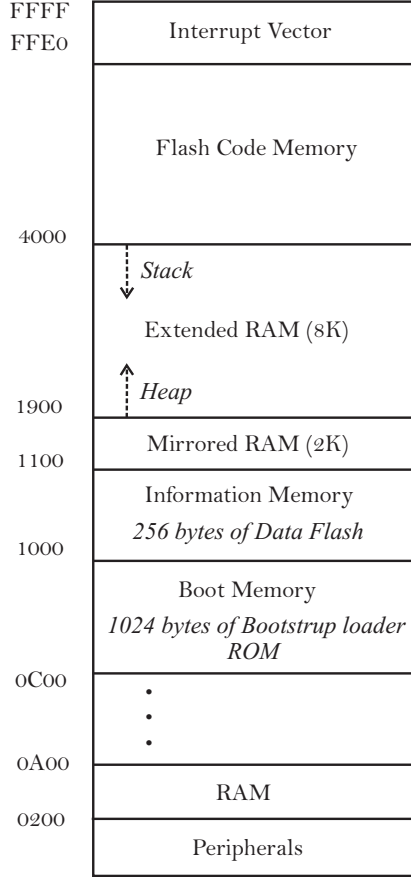 FFFF
Interrupt Vector
FFE0
Flash Code Memory
4000
Stack
Extended RAM (8K)
Heap
1900
Mirrored RAM (2K)
1100
Information Memory
256 bytes of Data Flash
1000
Boot Memory
1024 bytes of Bootstrup loader
ROM
0C00
0A00
RAM
0200
Peripherals